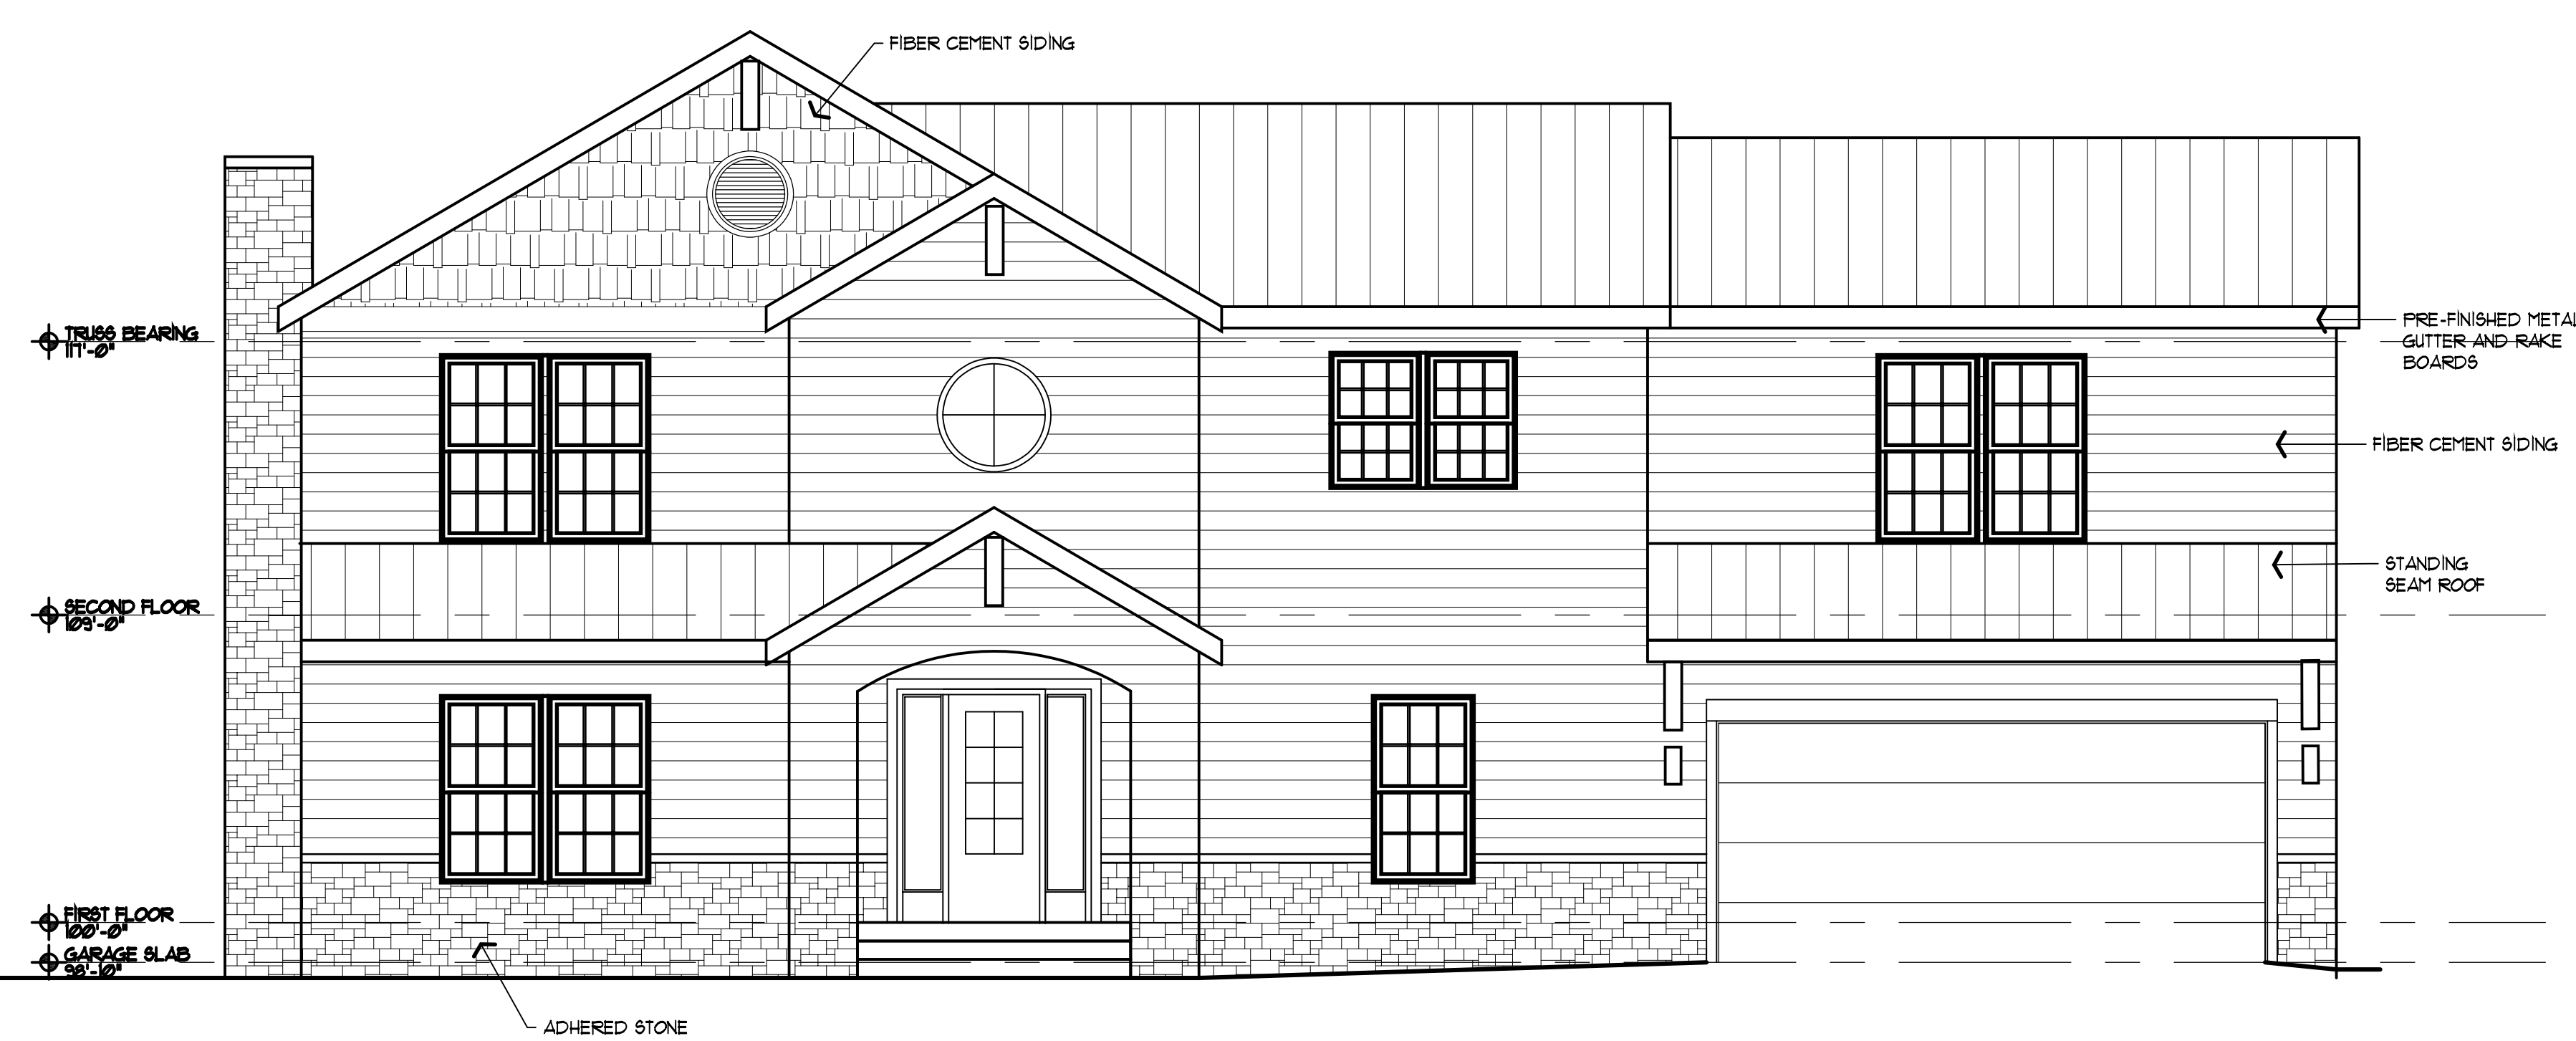 FIBER CEMENT SIDING
TRUSS BEARING
117'-0"
PRE-FINISHED METAL
GUTTER AND RAKE
BOARDS
FIBER CEMENT SIDING
STANDING
SEAM ROOF
SECOND FLOOR
109'-0"
FIRST FLOOR
100'-0"
GARAGE SLAB
98'-10"
ADHERED STONE